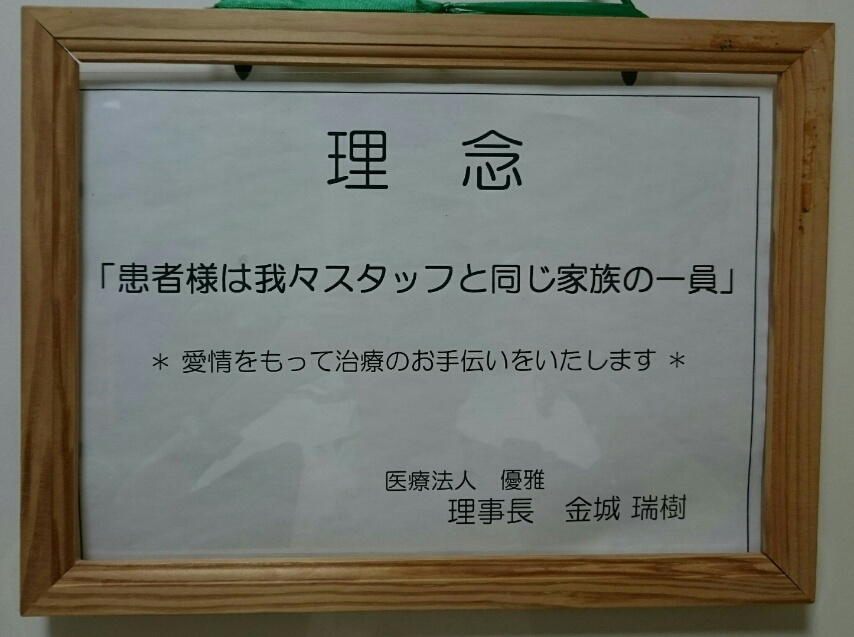 理　念
「患者様は我々スタッフと同じ家族の一員」
＊ 愛情をもって治療のお手伝いをいたします ＊
医療法人　優雅
理事長　金城 瑞樹